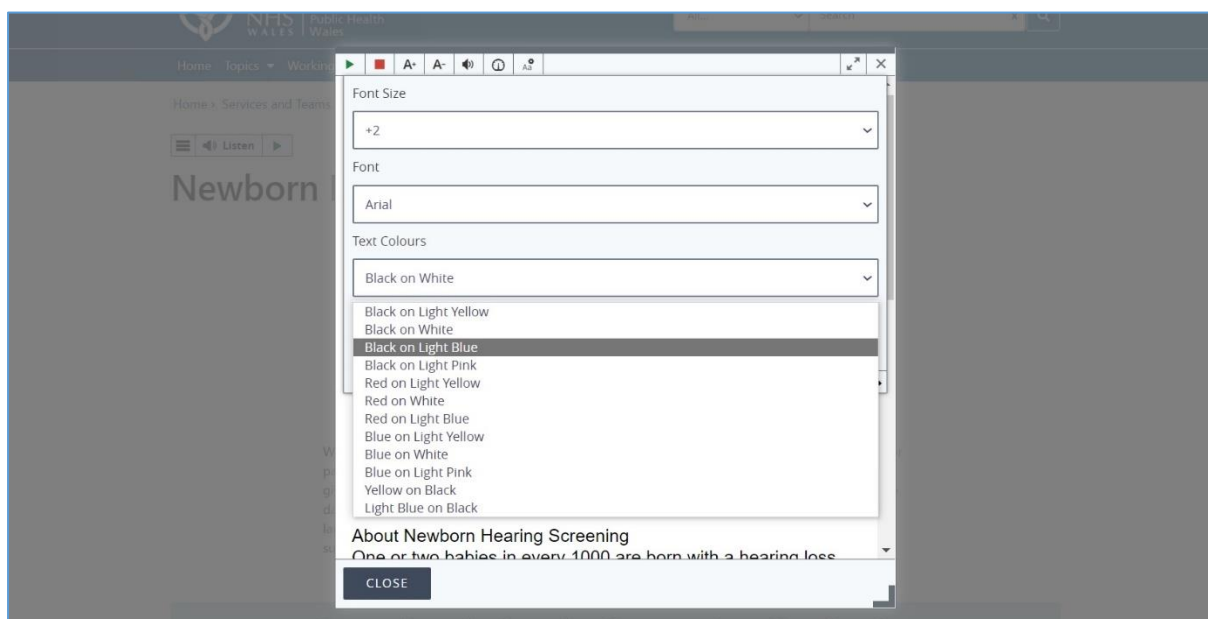 NHS
WALES
Public Health
Wales
All...
Search
x
Home Topics Working
A+ A- Aa
Home > Services and Teams
Listen
Newborn
Font Size
+2
Font
Arial
Text Colours
Black on White
Black on Light Yellow
Black on White
Black on Light Blue
Black on Light Pink
Red on Light Yellow
Red on White
Red on Light Blue
Blue on Light Yellow
Blue on White
Blue on Light Pink
Yellow on Black
Light Blue on Black
About Newborn Hearing Screening
One or two babies in every 1000 are born with a hearing loss
CLOSE